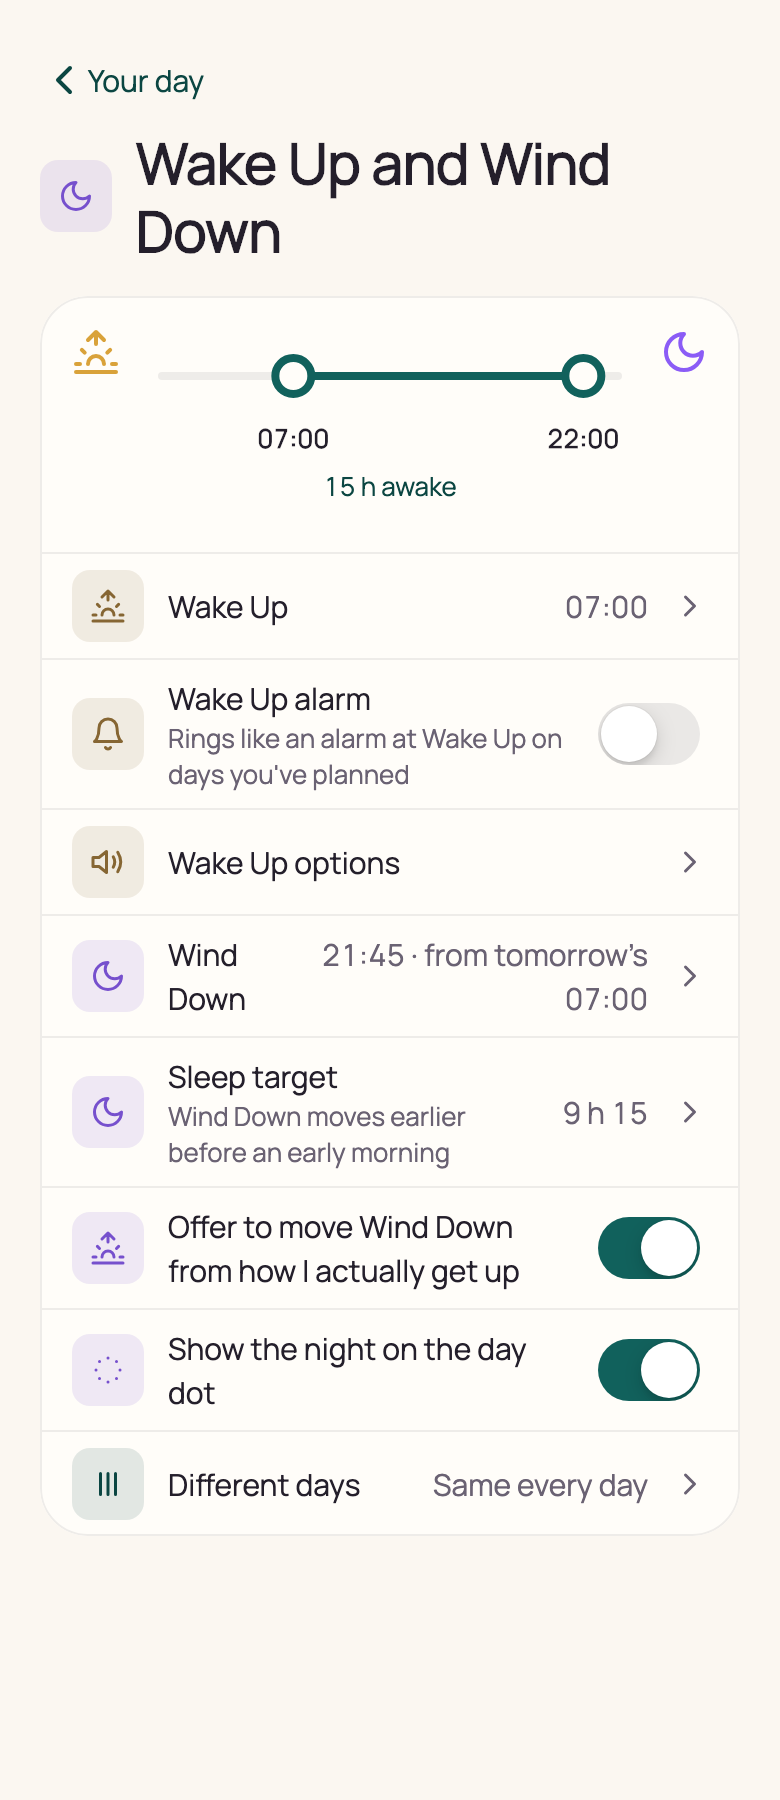 Your day
Wake Up and Wind
Down
07:00
22:00
15 h awake
Wake Up
07:00
Wake Up alarm
Rings like an alarm at Wake Up on
days you've planned
Wake Up options
Wind
Down
21:45 · from tomorrow’s
07:00
Sleep target
Wind Down moves earlier
before an early morning
9 h 15
Offer to move Wind Down
from how I actually get up
Show the night on the day
dot
Different days
Same every day